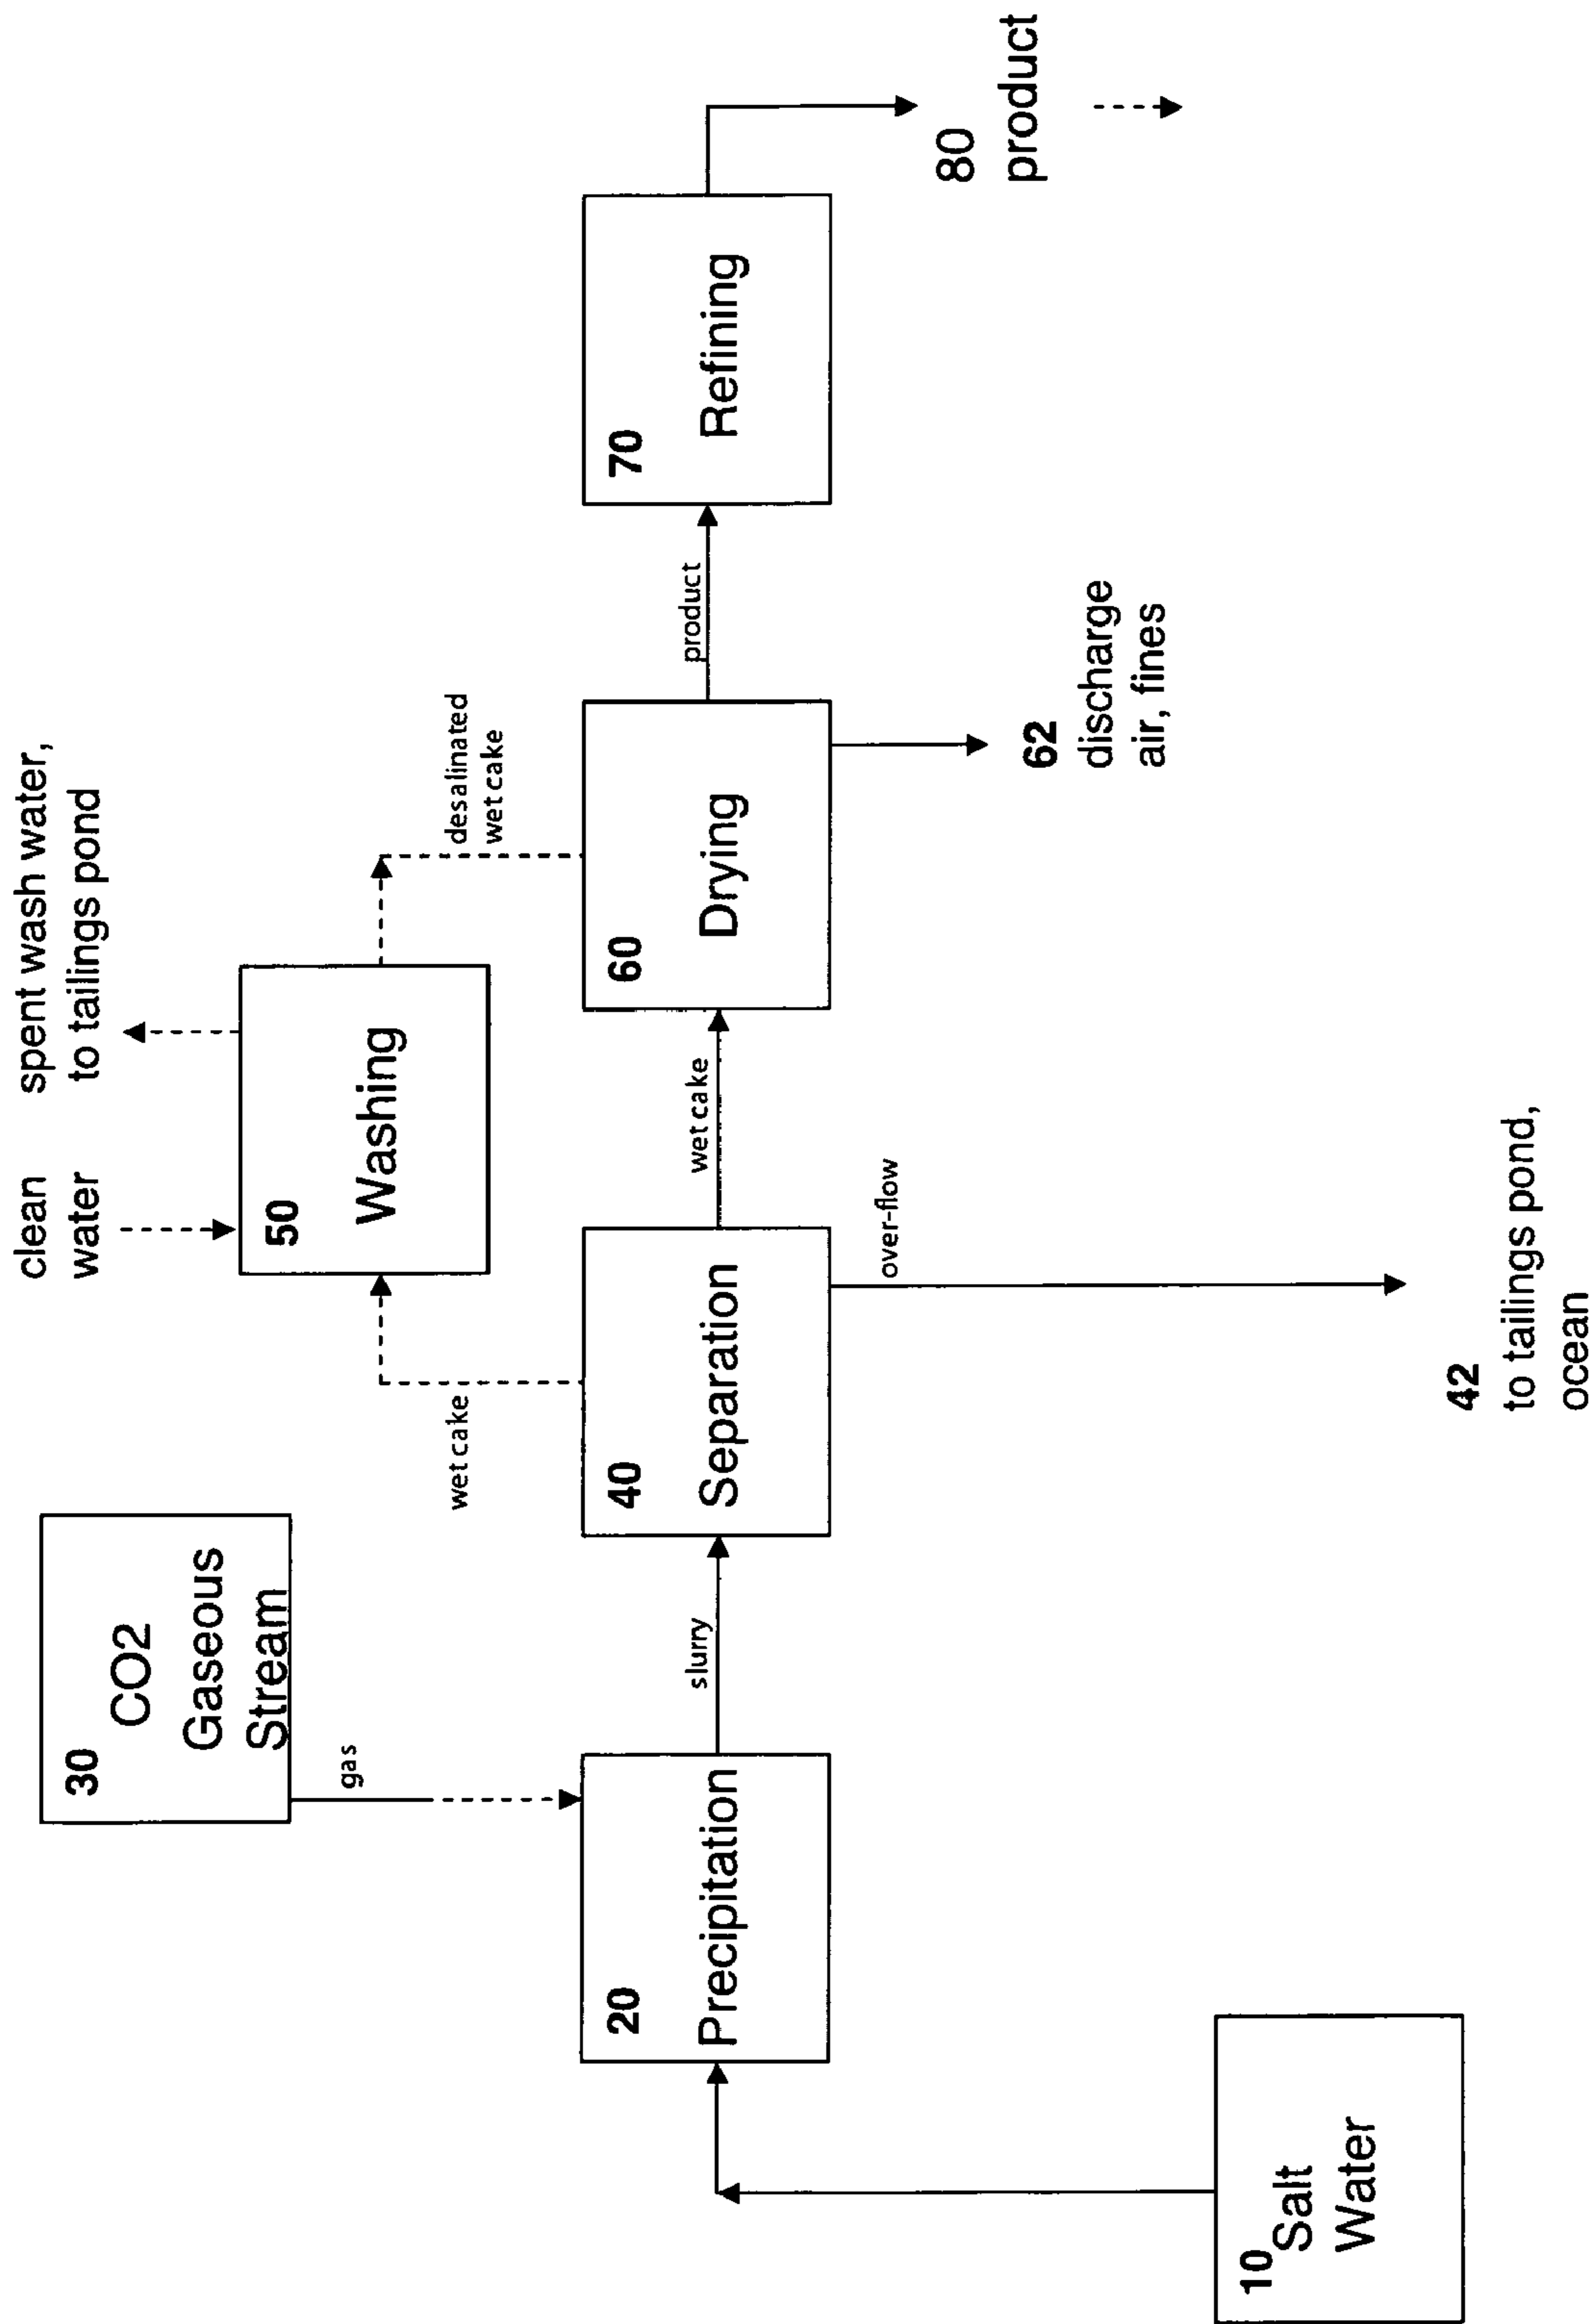 clean
water
spent wash water,
to tailings pond
30
CO2
Gaseous
Stream
gas
50
Washing
wet cake
desalinated
wet cake
20
Precipitation
slurry
40
Separation
wet cake
60
Drying
product
70
Refining
over-flow
62
discharge
air, fines
80
product
10
Salt
Water
42
to tailings pond,
ocean